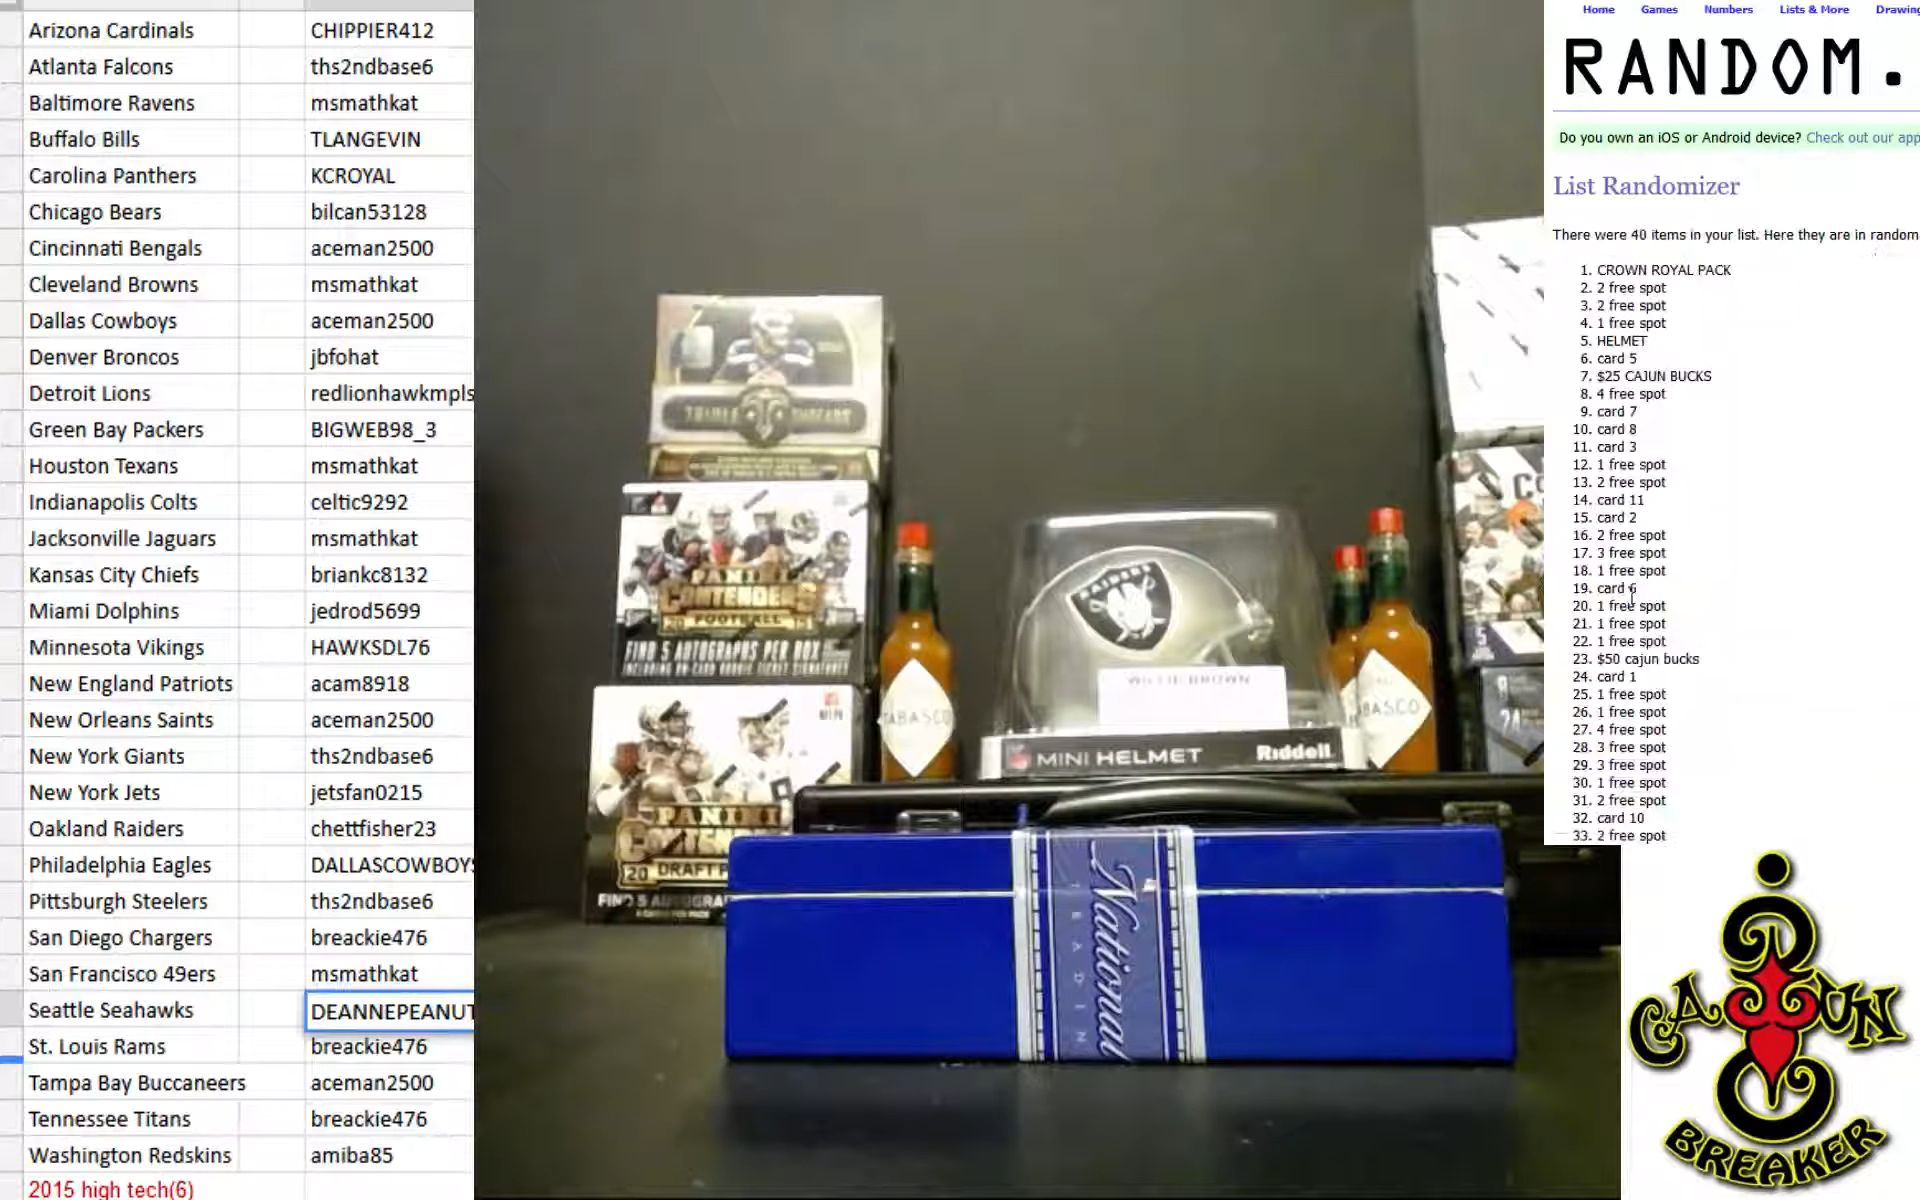 Arizona Cardinals CHIPPIER412
Atlanta Falcons ths2ndbase6
Baltimore Ravens msmathkat
Buffalo Bills TLANGEVIN
Carolina Panthers KCROYAL
Chicago Bears bilcan53128
Cincinnati Bengals aceman2500
Cleveland Browns msmathkat
Dallas Cowboys aceman2500
Denver Broncos jbfohat
Detroit Lions redlionhawkmpls
Green Bay Packers BIGWEB98_3
Houston Texans msmathkat
Indianapolis Colts celtic9292
Jacksonville Jaguars msmathkat
Kansas City Chiefs briankc8132
Miami Dolphins jedrod5699
Minnesota Vikings HAWKSDL76
New England Patriots acam8918
New Orleans Saints aceman2500
New York Giants ths2ndbase6
New York Jets jetsfan0215
Oakland Raiders chettfisher23
Philadelphia Eagles DALLASCOWBOYS
Pittsburgh Steelers ths2ndbase6
San Diego Chargers breackie476
San Francisco 49ers msmathkat
Seattle Seahawks DEANNEPEANUT
St. Louis Rams breackie476
Tampa Bay Buccaneers aceman2500
Tennessee Titans breackie476
Washington Redskins amiba85
2015 high tech(6)
PANINI
CONTENDERS
FOOTBALL
FIND 5 AUTOGRAPHS PER BOX
PANINI
20 DRAFT P
FIND 5 AUTOGRA
TABASCO
RAIDERS
WILLIE BROWN
MINI HELMET Riddell
BASCO
National
Home Games Numbers Lists & More Drawing
RANDOM.
Do you own an iOS or Android device? Check out our app
List Randomizer
There were 40 items in your list. Here they are in random
1. CROWN ROYAL PACK
2. 2 free spot
3. 2 free spot
4. 1 free spot
5. HELMET
6. card 5
7. $25 CAJUN BUCKS
8. 4 free spot
9. card 7
10. card 8
11. card 3
12. 1 free spot
13. 2 free spot
14. card 11
15. card 2
16. 2 free spot
17. 3 free spot
18. 1 free spot
19. card 6
20. 1 free spot
21. 1 free spot
22. 1 free spot
23. $50 cajun bucks
24. card 1
25. 1 free spot
26. 1 free spot
27. 4 free spot
28. 3 free spot
29. 3 free spot
30. 1 free spot
31. 2 free spot
32. card 10
33. 2 free spot
CAJUN
BREAKER